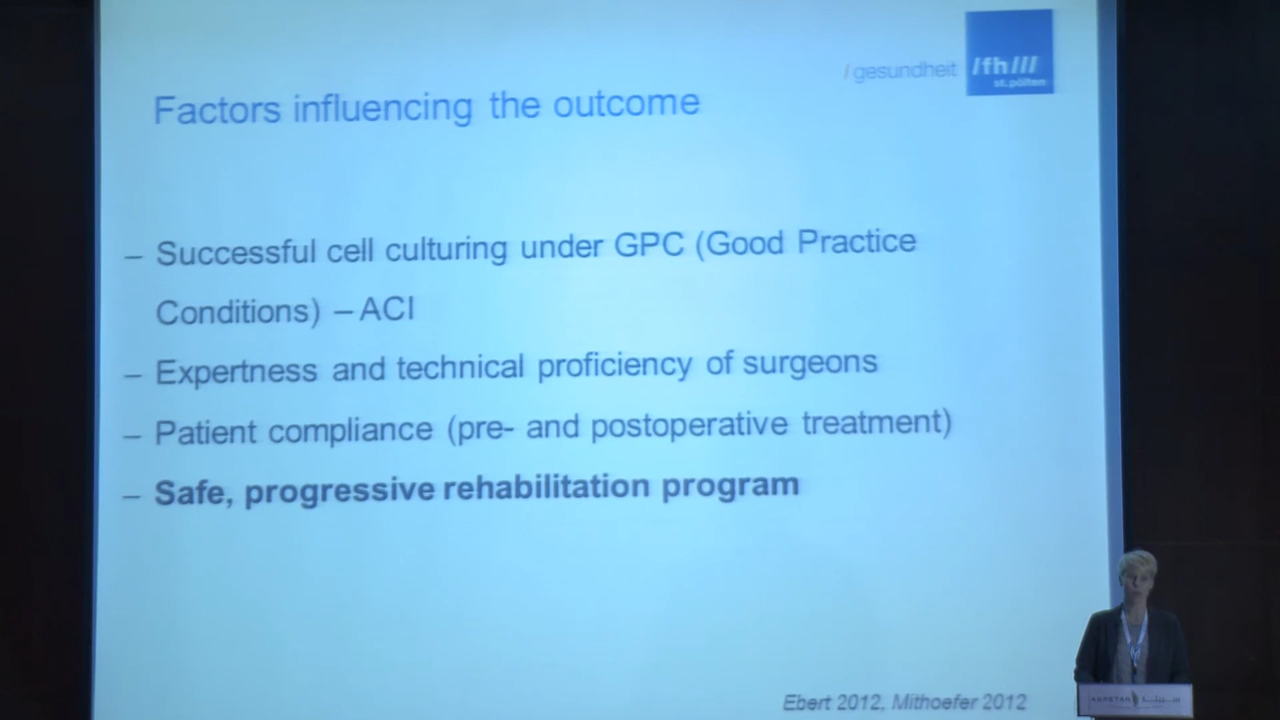 / gesundheit
/fh///
st.pölten
Factors influencing the outcome
– Successful cell culturing under GPC (Good Practice
Conditions) – ACI
– Expertness and technical proficiency of surgeons
– Patient compliance (pre- and postoperative treatment)
– Safe, progressive rehabilitation program
Ebert 2012, Mithoefer 2012
ASPETAR